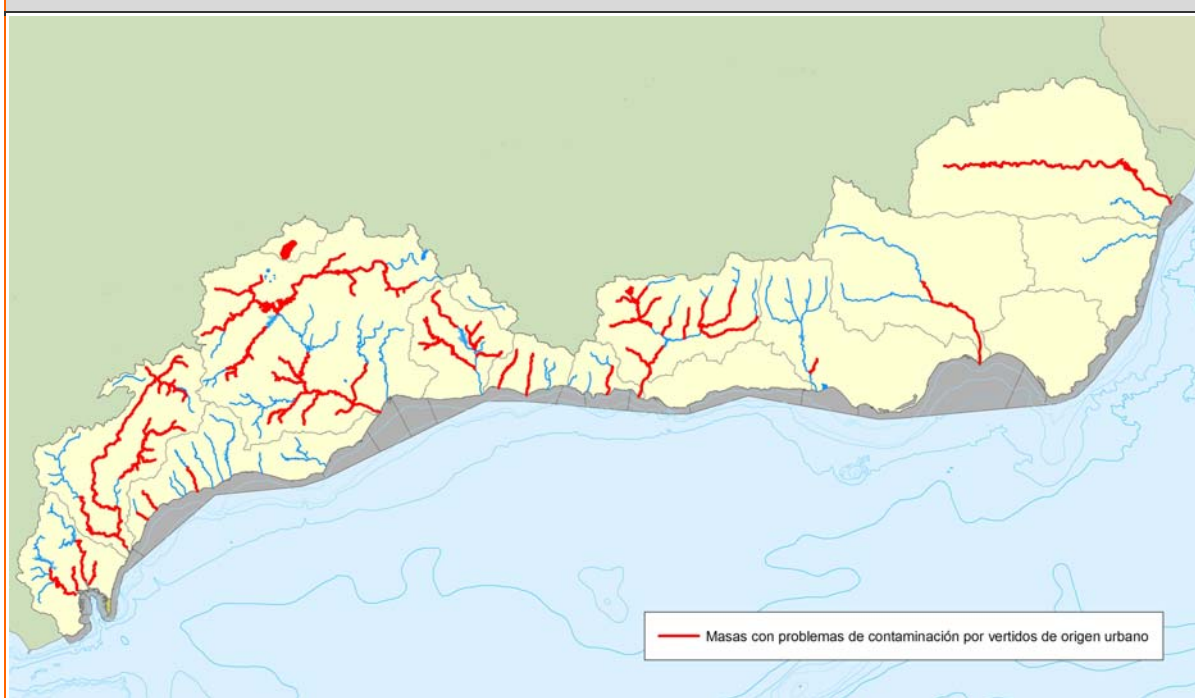 Masas con problemas de contaminación por vertidos de origen urbano